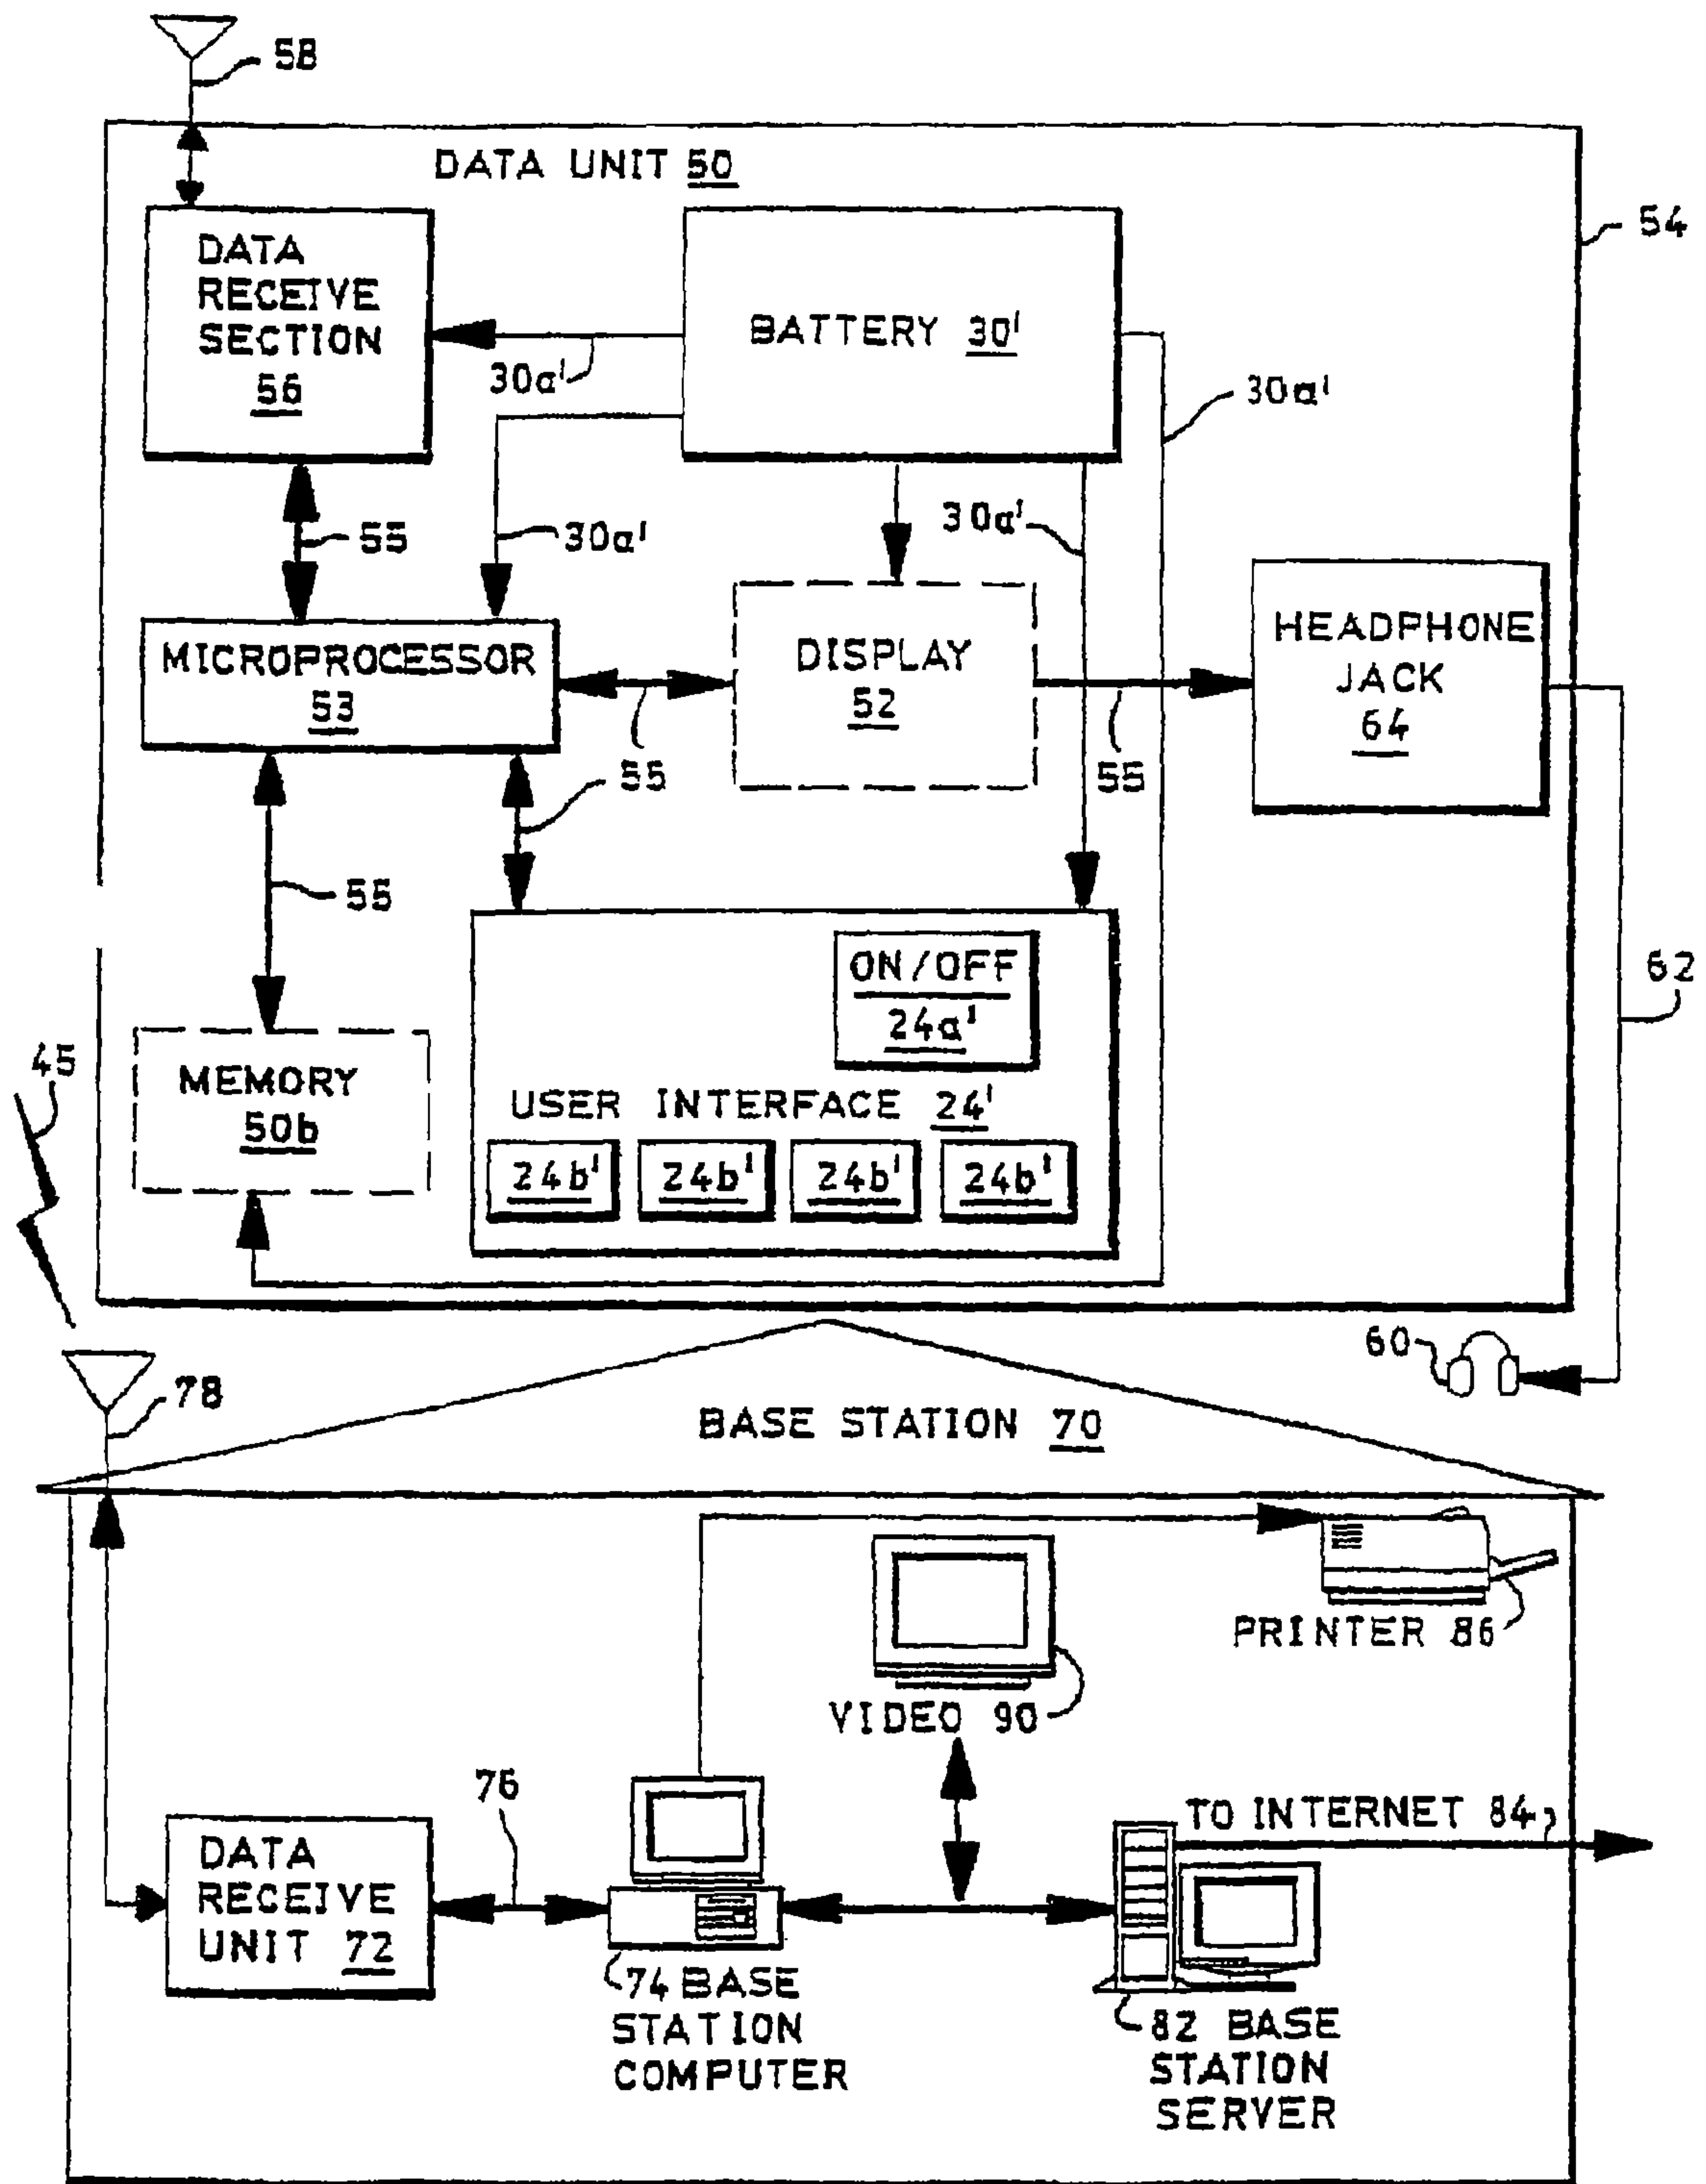 58
DATA UNIT 50
54
DATA
RECEIVE
SECTION
56
BATTERY 30'
30a'
30a'
30a'
30a'
55
MICROPROCESSOR
53
DISPLAY
52
HEADPHONE
JACK
64
55
55
55
55
ON/OFF
24a'
62
45
MEMORY
50b
USER INTERFACE 24'
24b' 24b' 24b' 24b'
60
78
BASE STATION 70
PRINTER 86
VIDEO 90
76
TO INTERNET 84
DATA
RECEIVE
UNIT 72
74 BASE
STATION
COMPUTER
82 BASE
STATION
SERVER